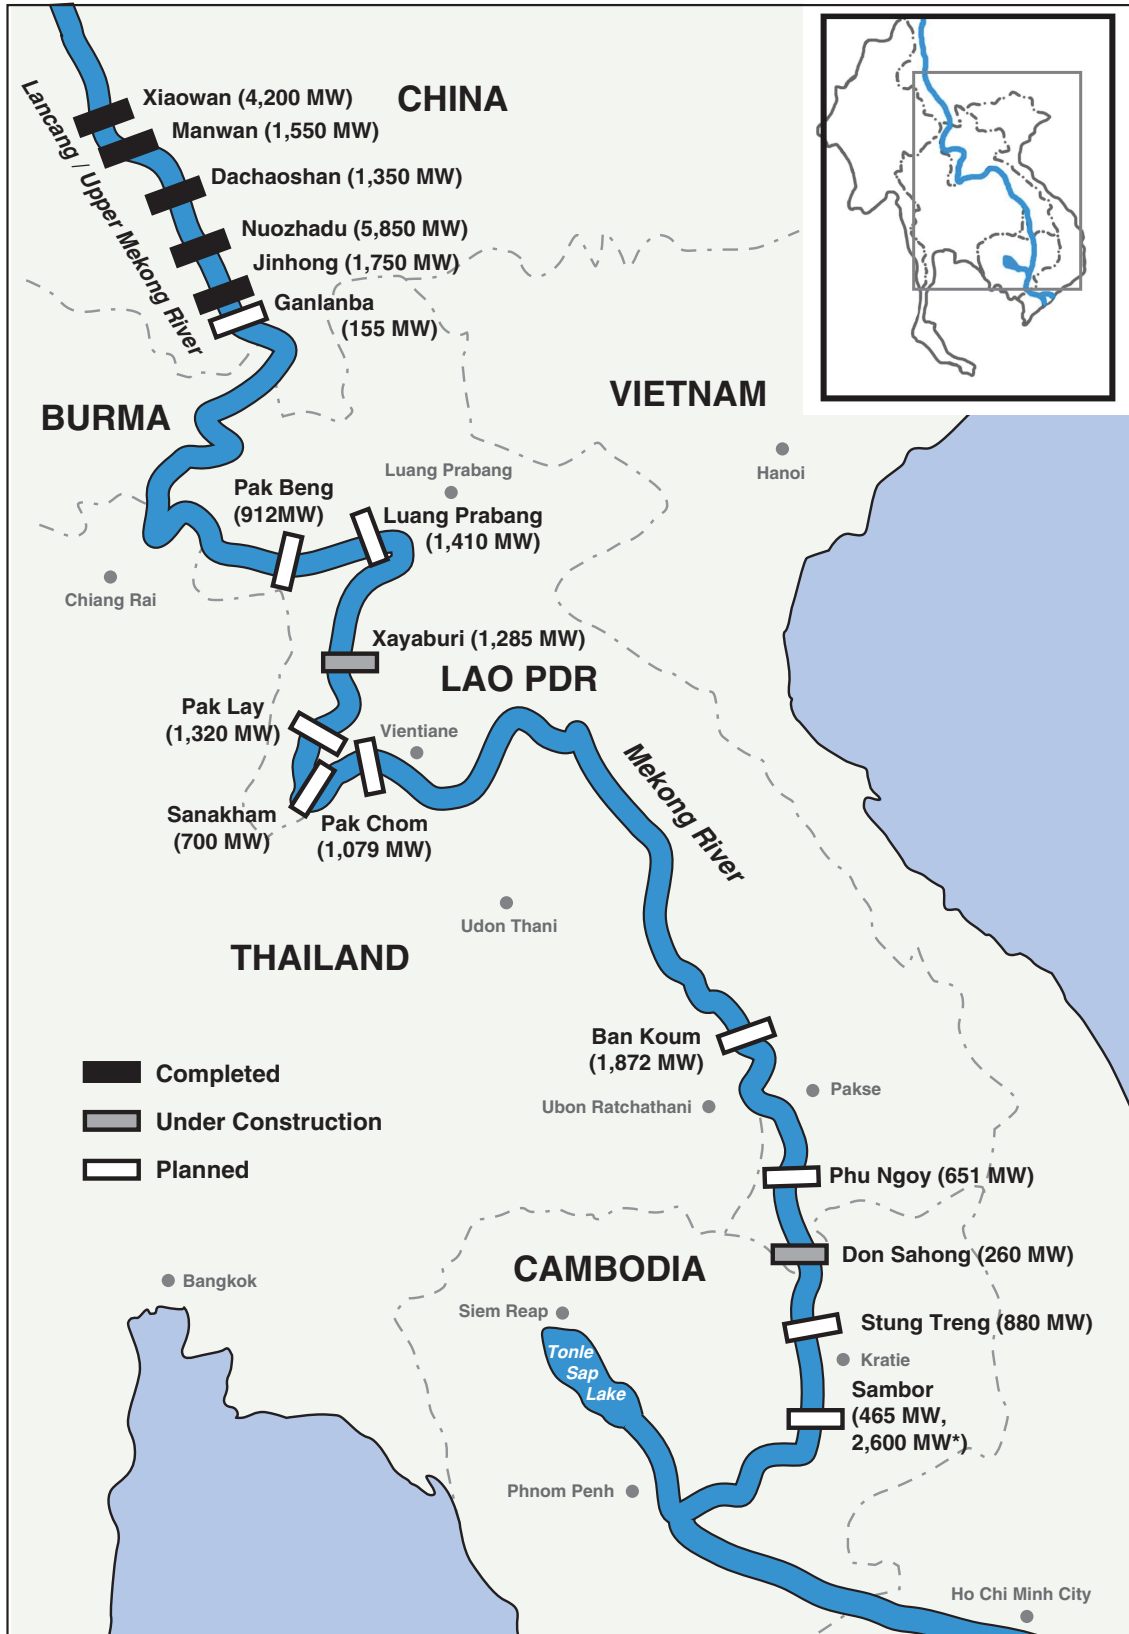 Xiaowan (4,200 MW)
CHINA
Manwan (1,550 MW)
Lancang / Upper Mekong River
Dachaoshan (1,350 MW)
Nuozhadu (5,850 MW)
Jinhong (1,750 MW)
Ganlanba
(155 MW)
VIETNAM
BURMA
Hanoi
Luang Prabang
Pak Beng
(912MW)
Luang Prabang
(1,410 MW)
Chiang Rai
Xayaburi (1,285 MW)
LAO PDR
Pak Lay
(1,320 MW)
Vientiane
Mekong River
Sanakham
(700 MW)
Pak Chom
(1,079 MW)
Udon Thani
THAILAND
Ban Koum
(1,872 MW)
Completed
Under Construction
Planned
Pakse
Ubon Ratchathani
Phu Ngoy (651 MW)
Don Sahong (260 MW)
CAMBODIA
Bangkok
Siem Reap
Stung Treng (880 MW)
Tonle
Sap
Lake
Kratie
Sambor
(465 MW,
2,600 MW*)
Phnom Penh
Ho Chi Minh City